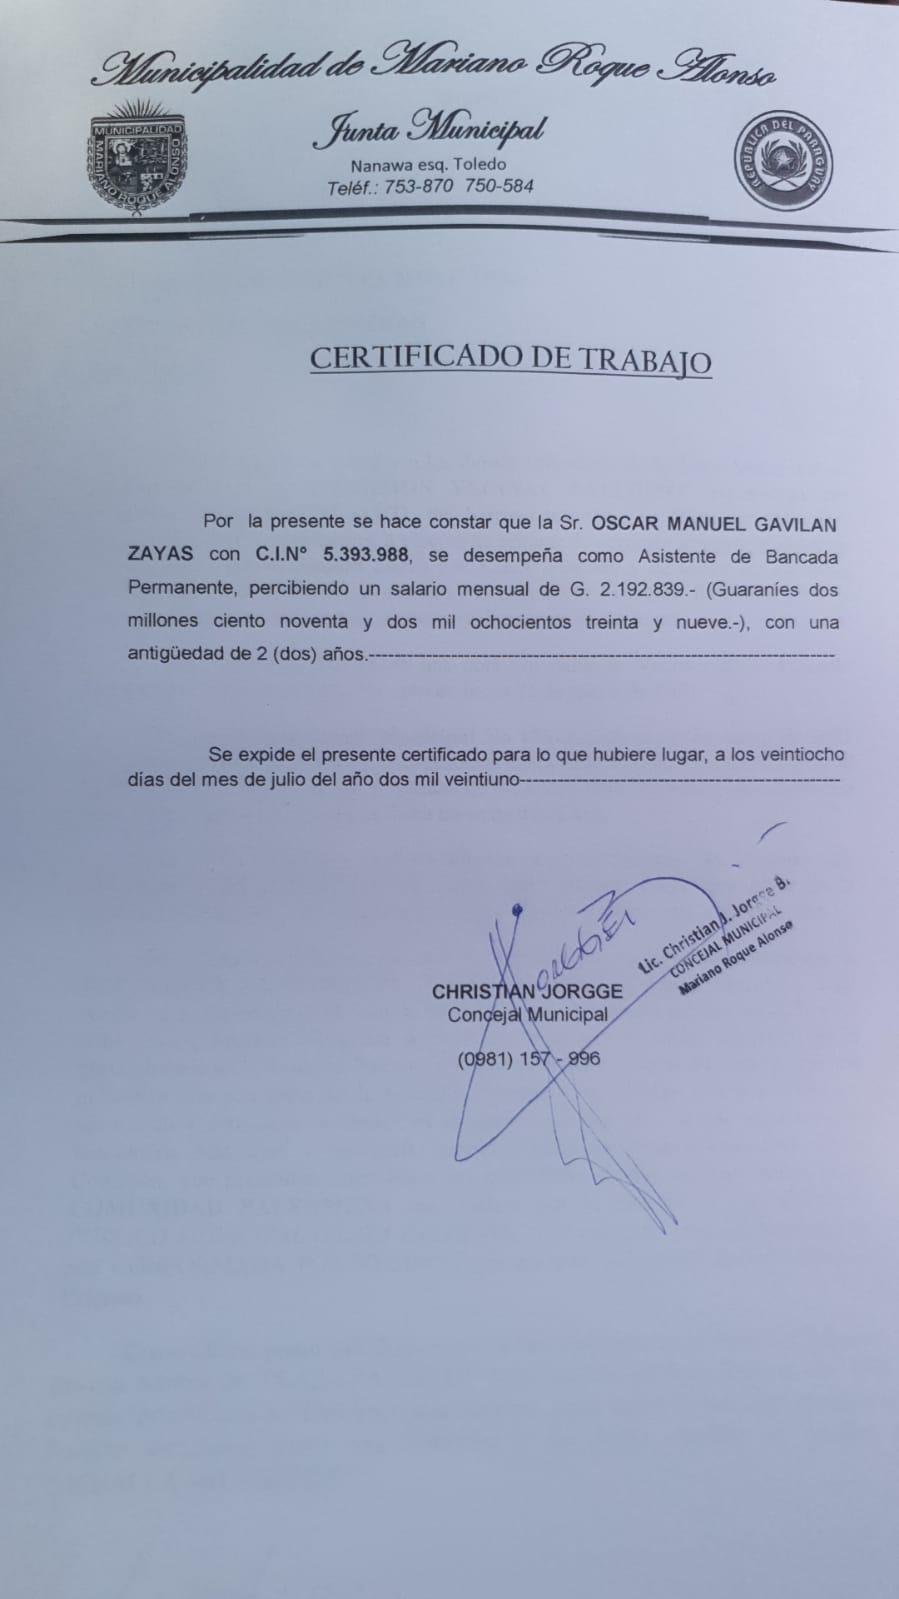 Municipalidad de Mariano Roque Alonso
Junta Municipal
Nanawa esq. Toledo
Teléf.: 753-870 750-584
MUNICIPALIDAD
MARIANO ROQUE ALONSO
REPUBLICA DEL PARAGUAY
CERTIFICADO DE TRABAJO
Por la presente se hace constar que la Sr. OSCAR MANUEL GAVILAN
ZAYAS con C.I.N° 5.393.988, se desempeña como Asistente de Bancada
Permanente, percibiendo un salario mensual de G. 2.192.839.- (Guaraníes dos
millones ciento noventa y dos mil ochocientos treinta y nueve.-), con una
antigüedad de 2 (dos) años.------------------------------------------------------------------------
Se expide el presente certificado para lo que hubiere lugar, a los veintiocho
días del mes de julio del año dos mil veintiuno--------------------------------------------------
Lic. Christian J. Jorgge B.
CONCEJAL MUNICIPAL
Mariano Roque Alonso
CHRISTIAN JORGGE
Concejal Municipal
(0981) 157 - 996